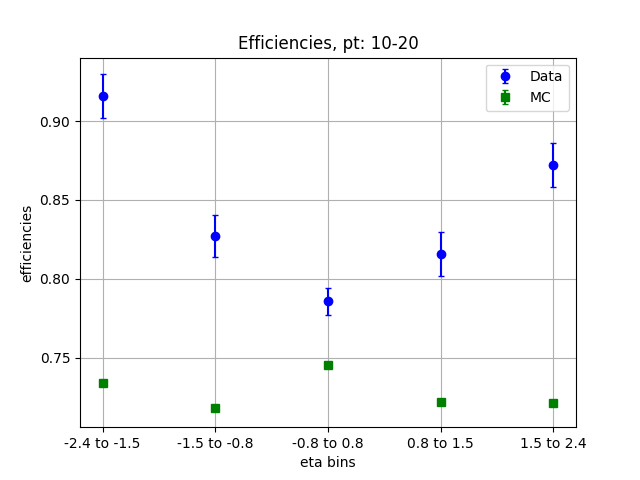 Efficiencies, pt: 10-20
Data
MC
0.90
0.85
0.80
0.75
efficiencies
-2.4 to -1.5
-1.5 to -0.8
-0.8 to 0.8
0.8 to 1.5
1.5 to 2.4
eta bins